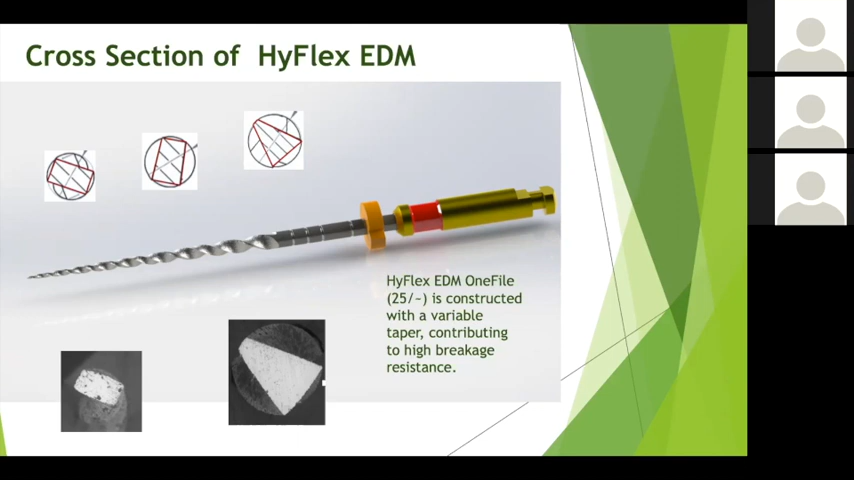 Cross Section of HyFlex EDM
HyFlex EDM OneFile
(25/~) is constructed
with a variable
taper, contributing
to high breakage
resistance.